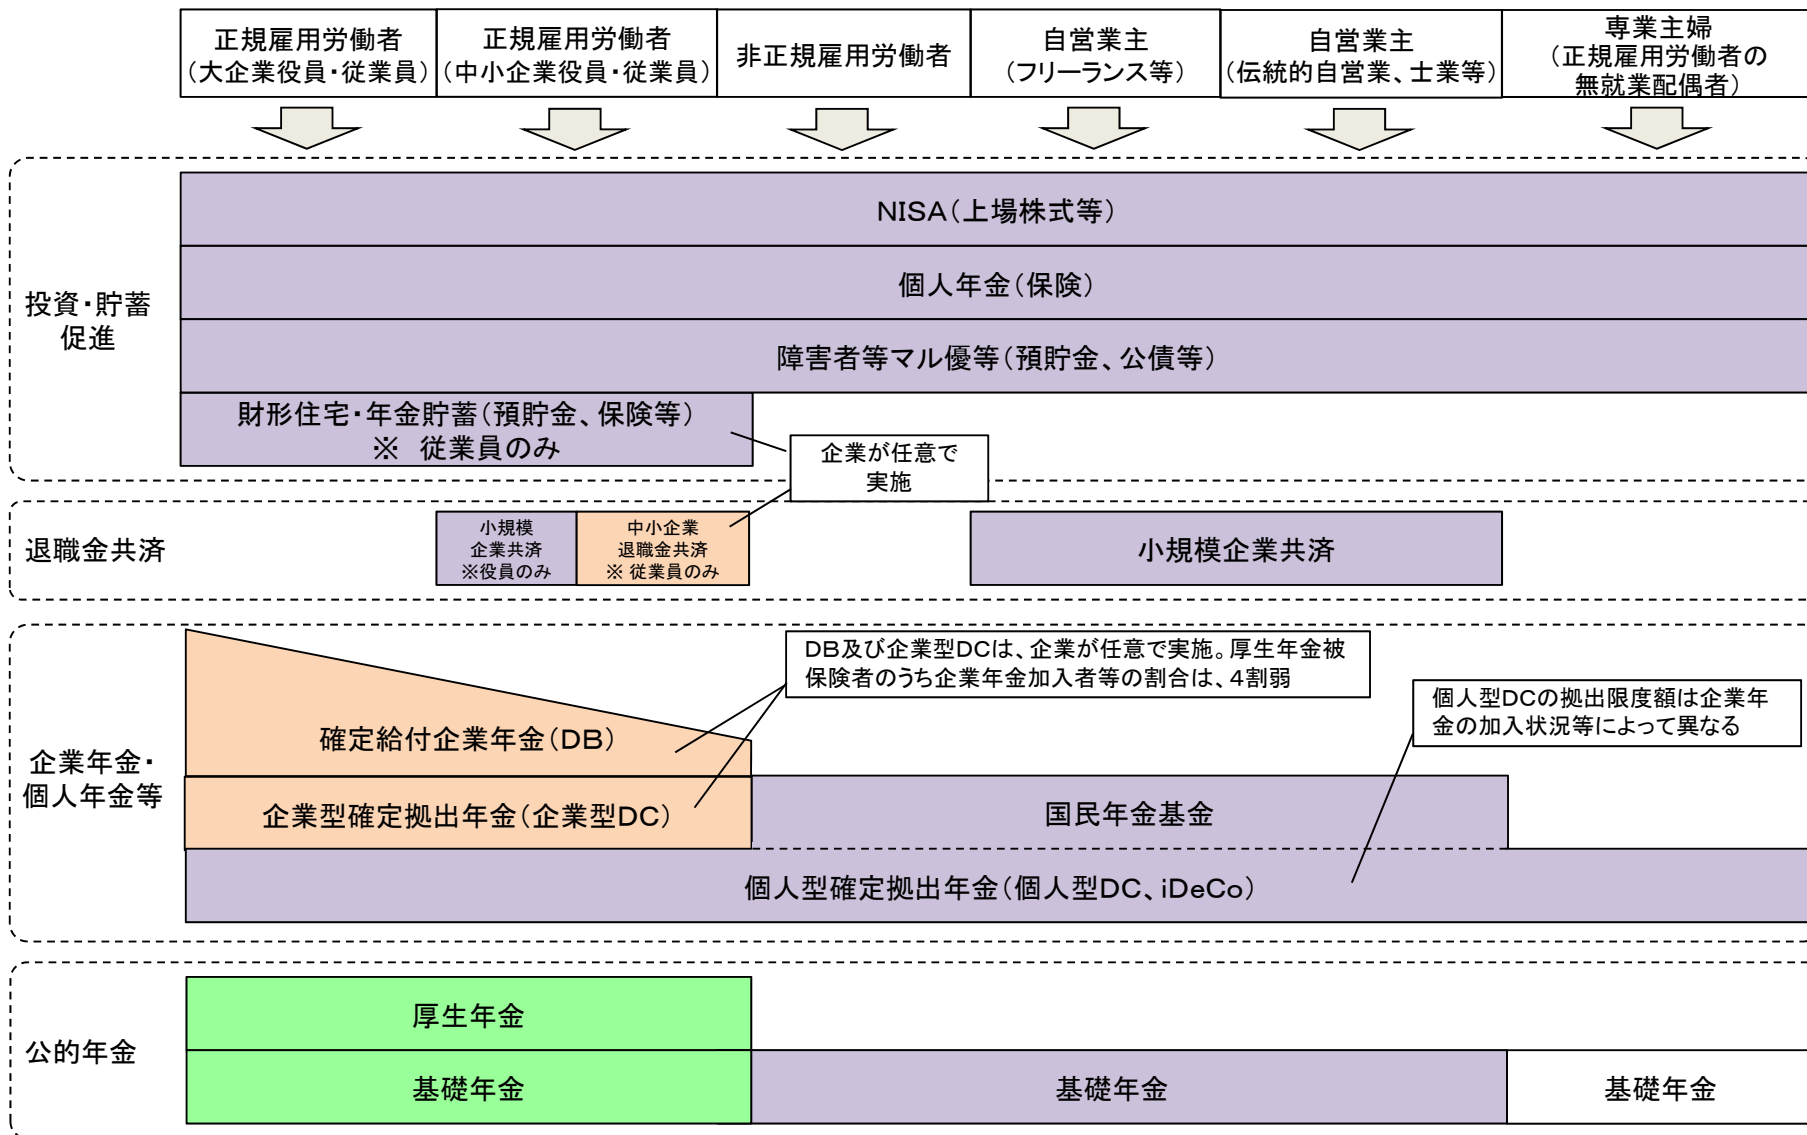 正規雇用労働者
（大企業役員・従業員）
正規雇用労働者
（中小企業役員・従業員）
非正規雇用労働者
自営業主
（フリーランス等）
自営業主
（伝統的自営業、士業等）
専業主婦
（正規雇用労働者の
無就業配偶者）
投資・貯蓄
促進
NISA（上場株式等）
個人年金（保険）
障害者等マル優等（預貯金、公債等）
財形住宅・年金貯蓄（預貯金、保険等）
※ 従業員のみ
企業が任意で
実施
退職金共済
小規模
企業共済
※役員のみ
中小企業
退職金共済
※ 従業員のみ
小規模企業共済
企業年金・
個人年金等
DB及び企業型DCは、企業が任意で実施。厚生年金被
保険者のうち企業年金加入者等の割合は、４割弱
個人型DCの拠出限度額は企業年
金の加入状況等によって異なる
確定給付企業年金（DB）
企業型確定拠出年金（企業型DC）
国民年金基金
個人型確定拠出年金（個人型DC、iDeCo）
公的年金
厚生年金
基礎年金
基礎年金
基礎年金